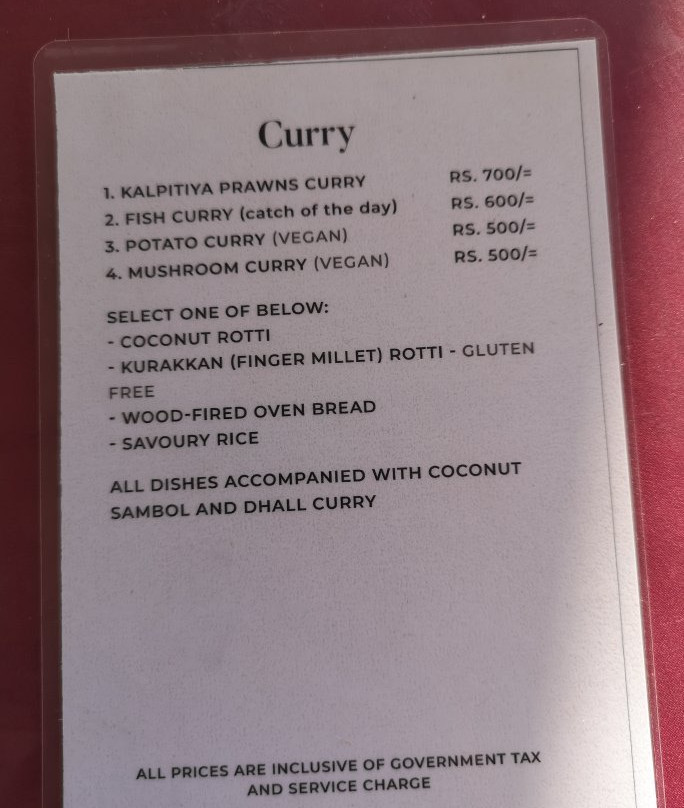 Curry
1. KALPITIYA PRAWNS CURRY RS. 700/=
2. FISH CURRY (catch of the day) RS. 600/=
3. POTATO CURRY (VEGAN) RS. 500/=
4. MUSHROOM CURRY (VEGAN) RS. 500/=
SELECT ONE OF BELOW:
- COCONUT ROTTI
- KURAKKAN (FINGER MILLET) ROTTI - GLUTEN
FREE
- WOOD-FIRED OVEN BREAD
- SAVOURY RICE
ALL DISHES ACCOMPANIED WITH COCONUT
SAMBOL AND DHALL CURRY
ALL PRICES ARE INCLUSIVE OF GOVERNMENT TAX
AND SERVICE CHARGE